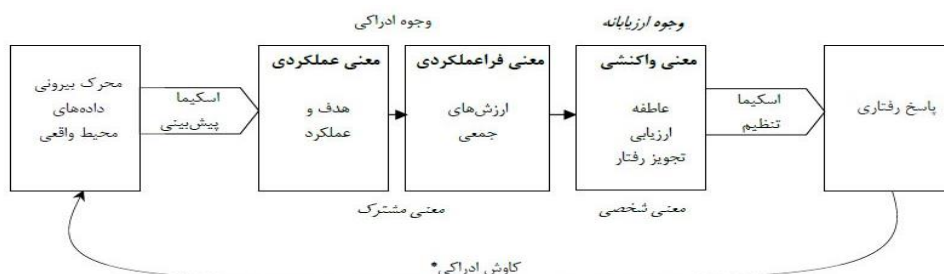 وجوه ادراکی
وجوه ارزیابانه
محرک بیرونی
داده‌های
محیط واقعی
اسکیما
پیش‌بینی
معنی عملکردی
هدف و
عملکرد
معنی فراعملکردی
ارزش‌های
جمعی
معنی واکنشی
عاطفه
ارزیابی
تجویز رفتار
اسکیما
تنظیم
پاسخ رفتاری
معنی مشترک
معنی شخصی
کاوش ادراکی*